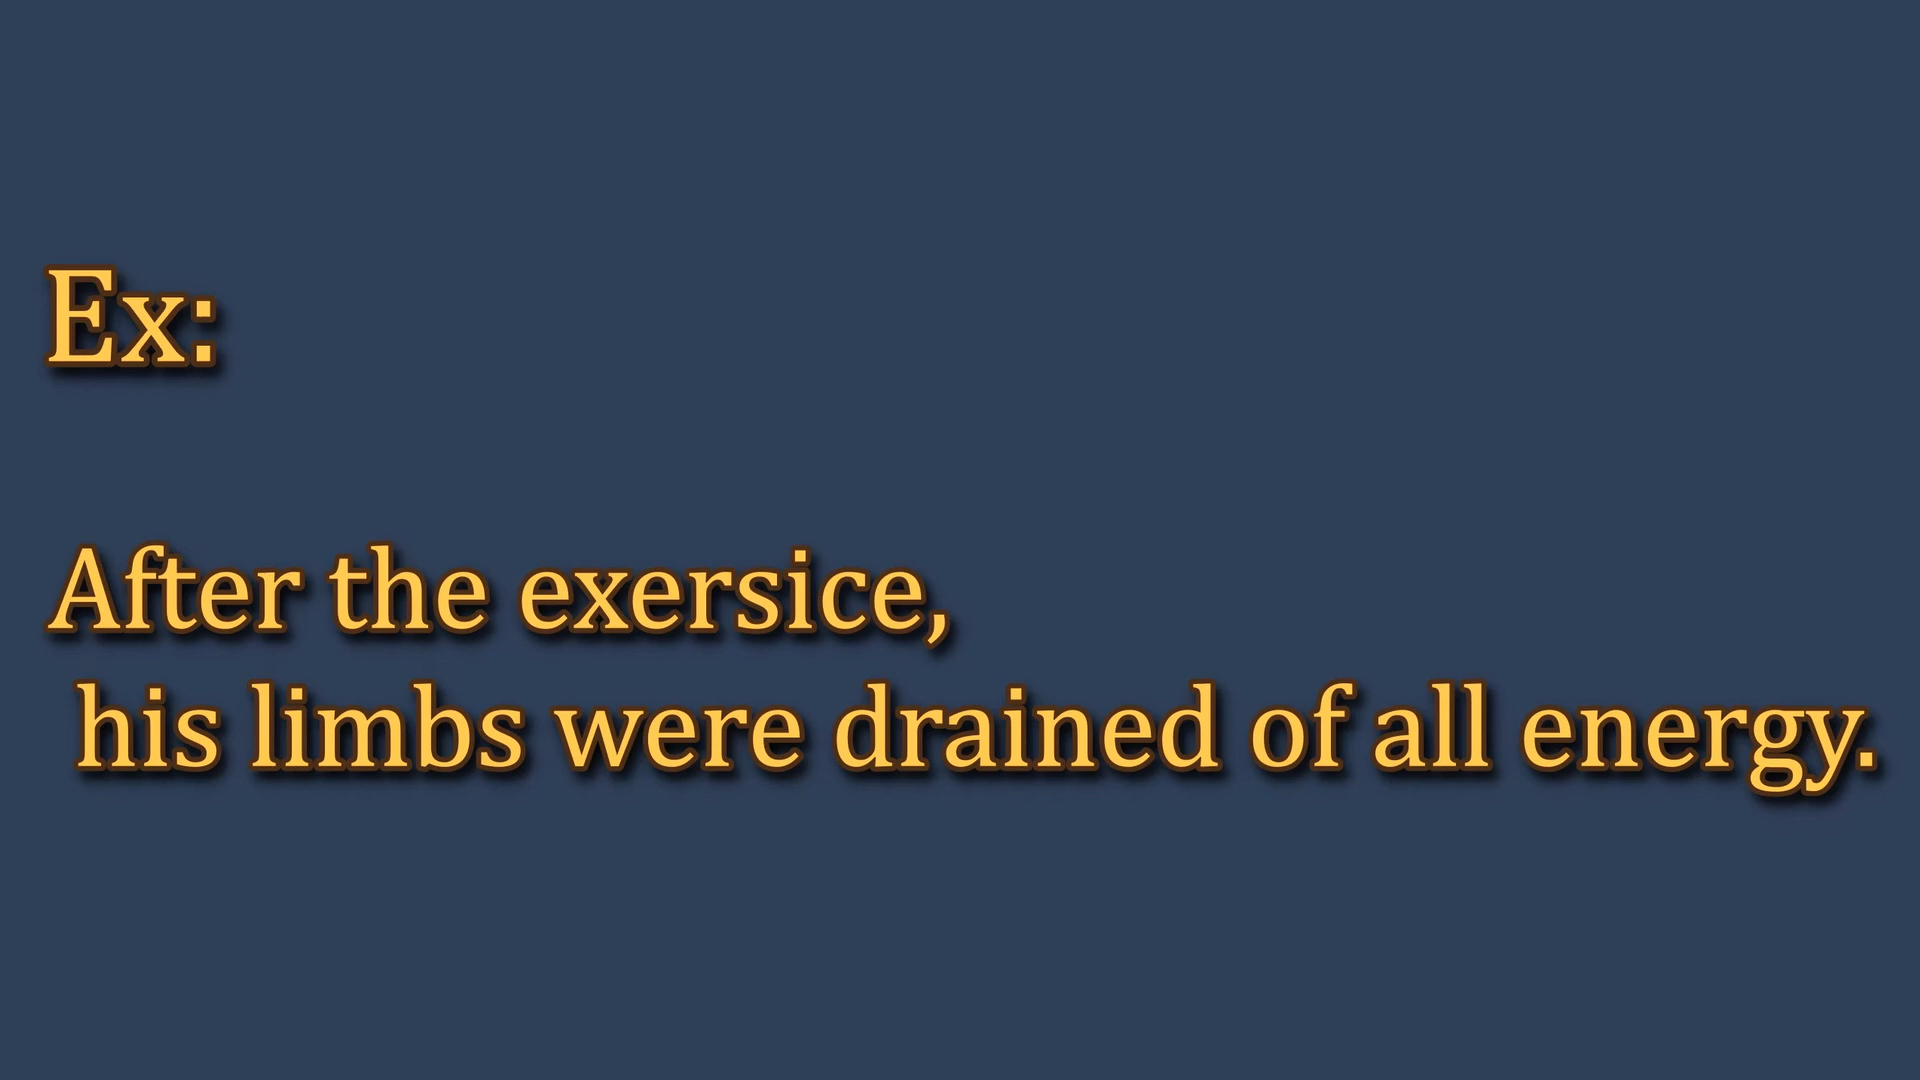 Ex:
After the exersice,
his limbs were drained of all energy.